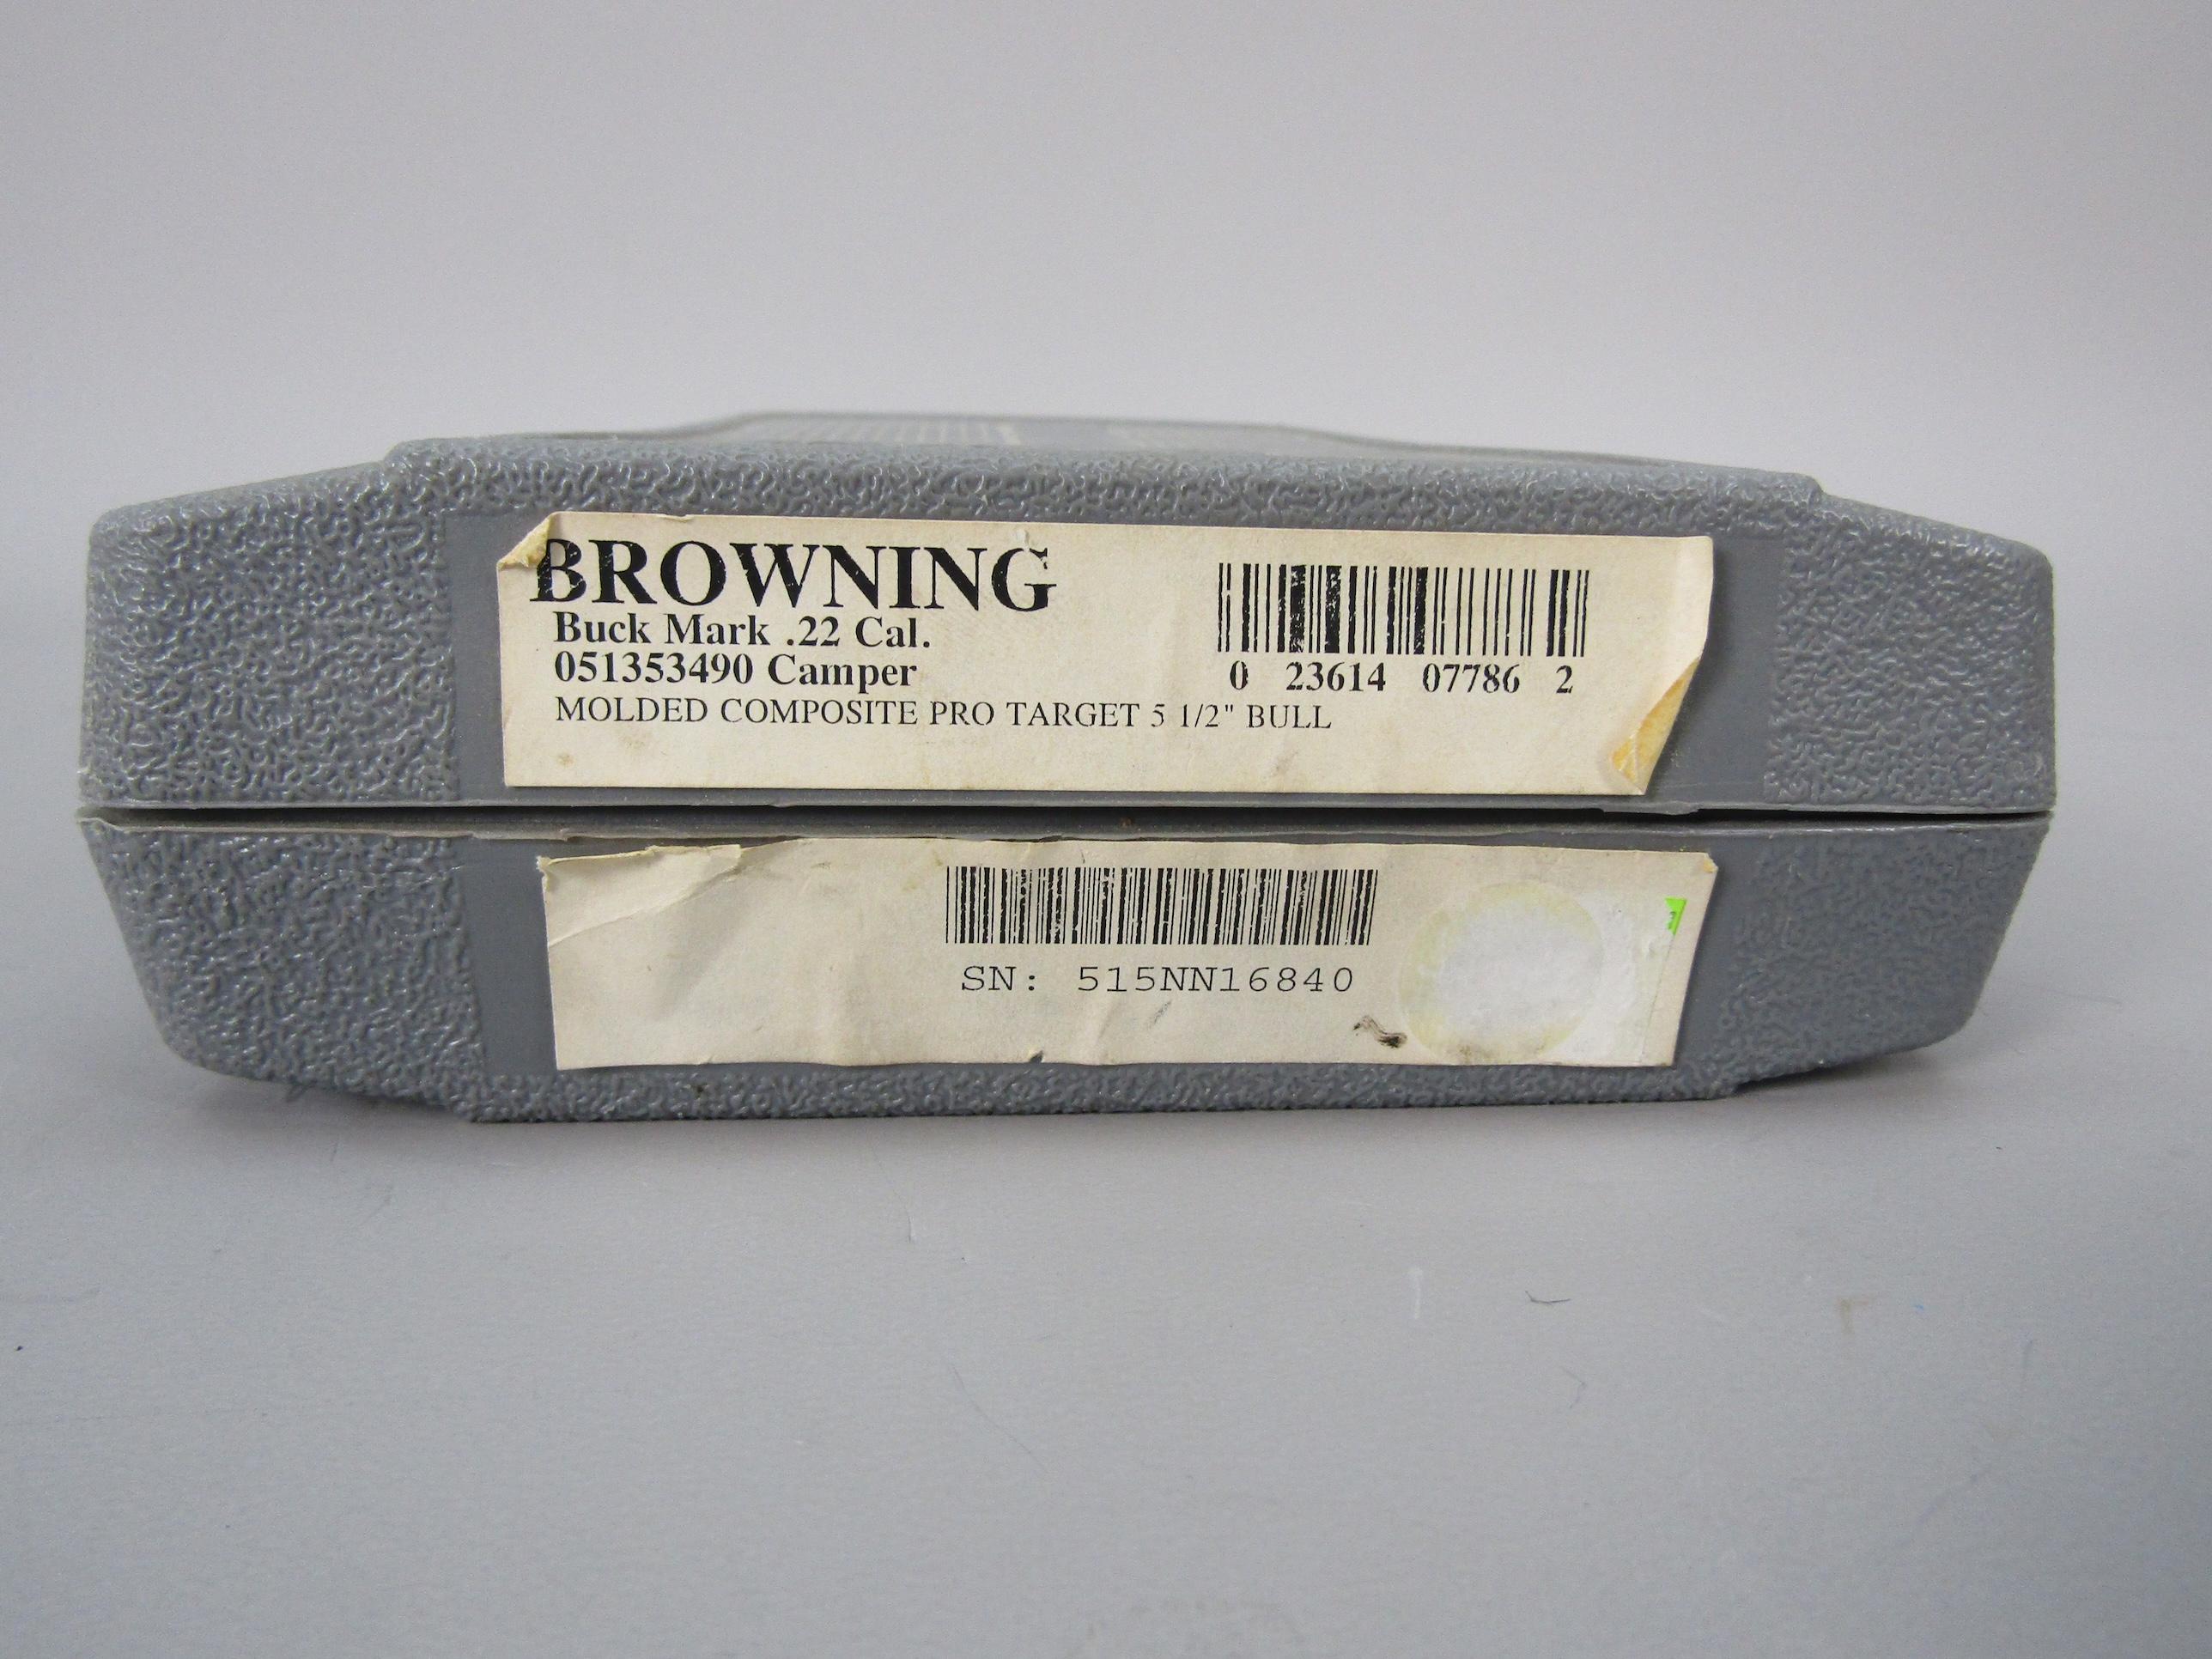 BROWNING
Buck Mark .22 Cal.
051353490 Camper
MOLDED COMPOSITE PRO TARGET 5 1/2" BULL
0 23614 07786 2
SN: 515NN16840